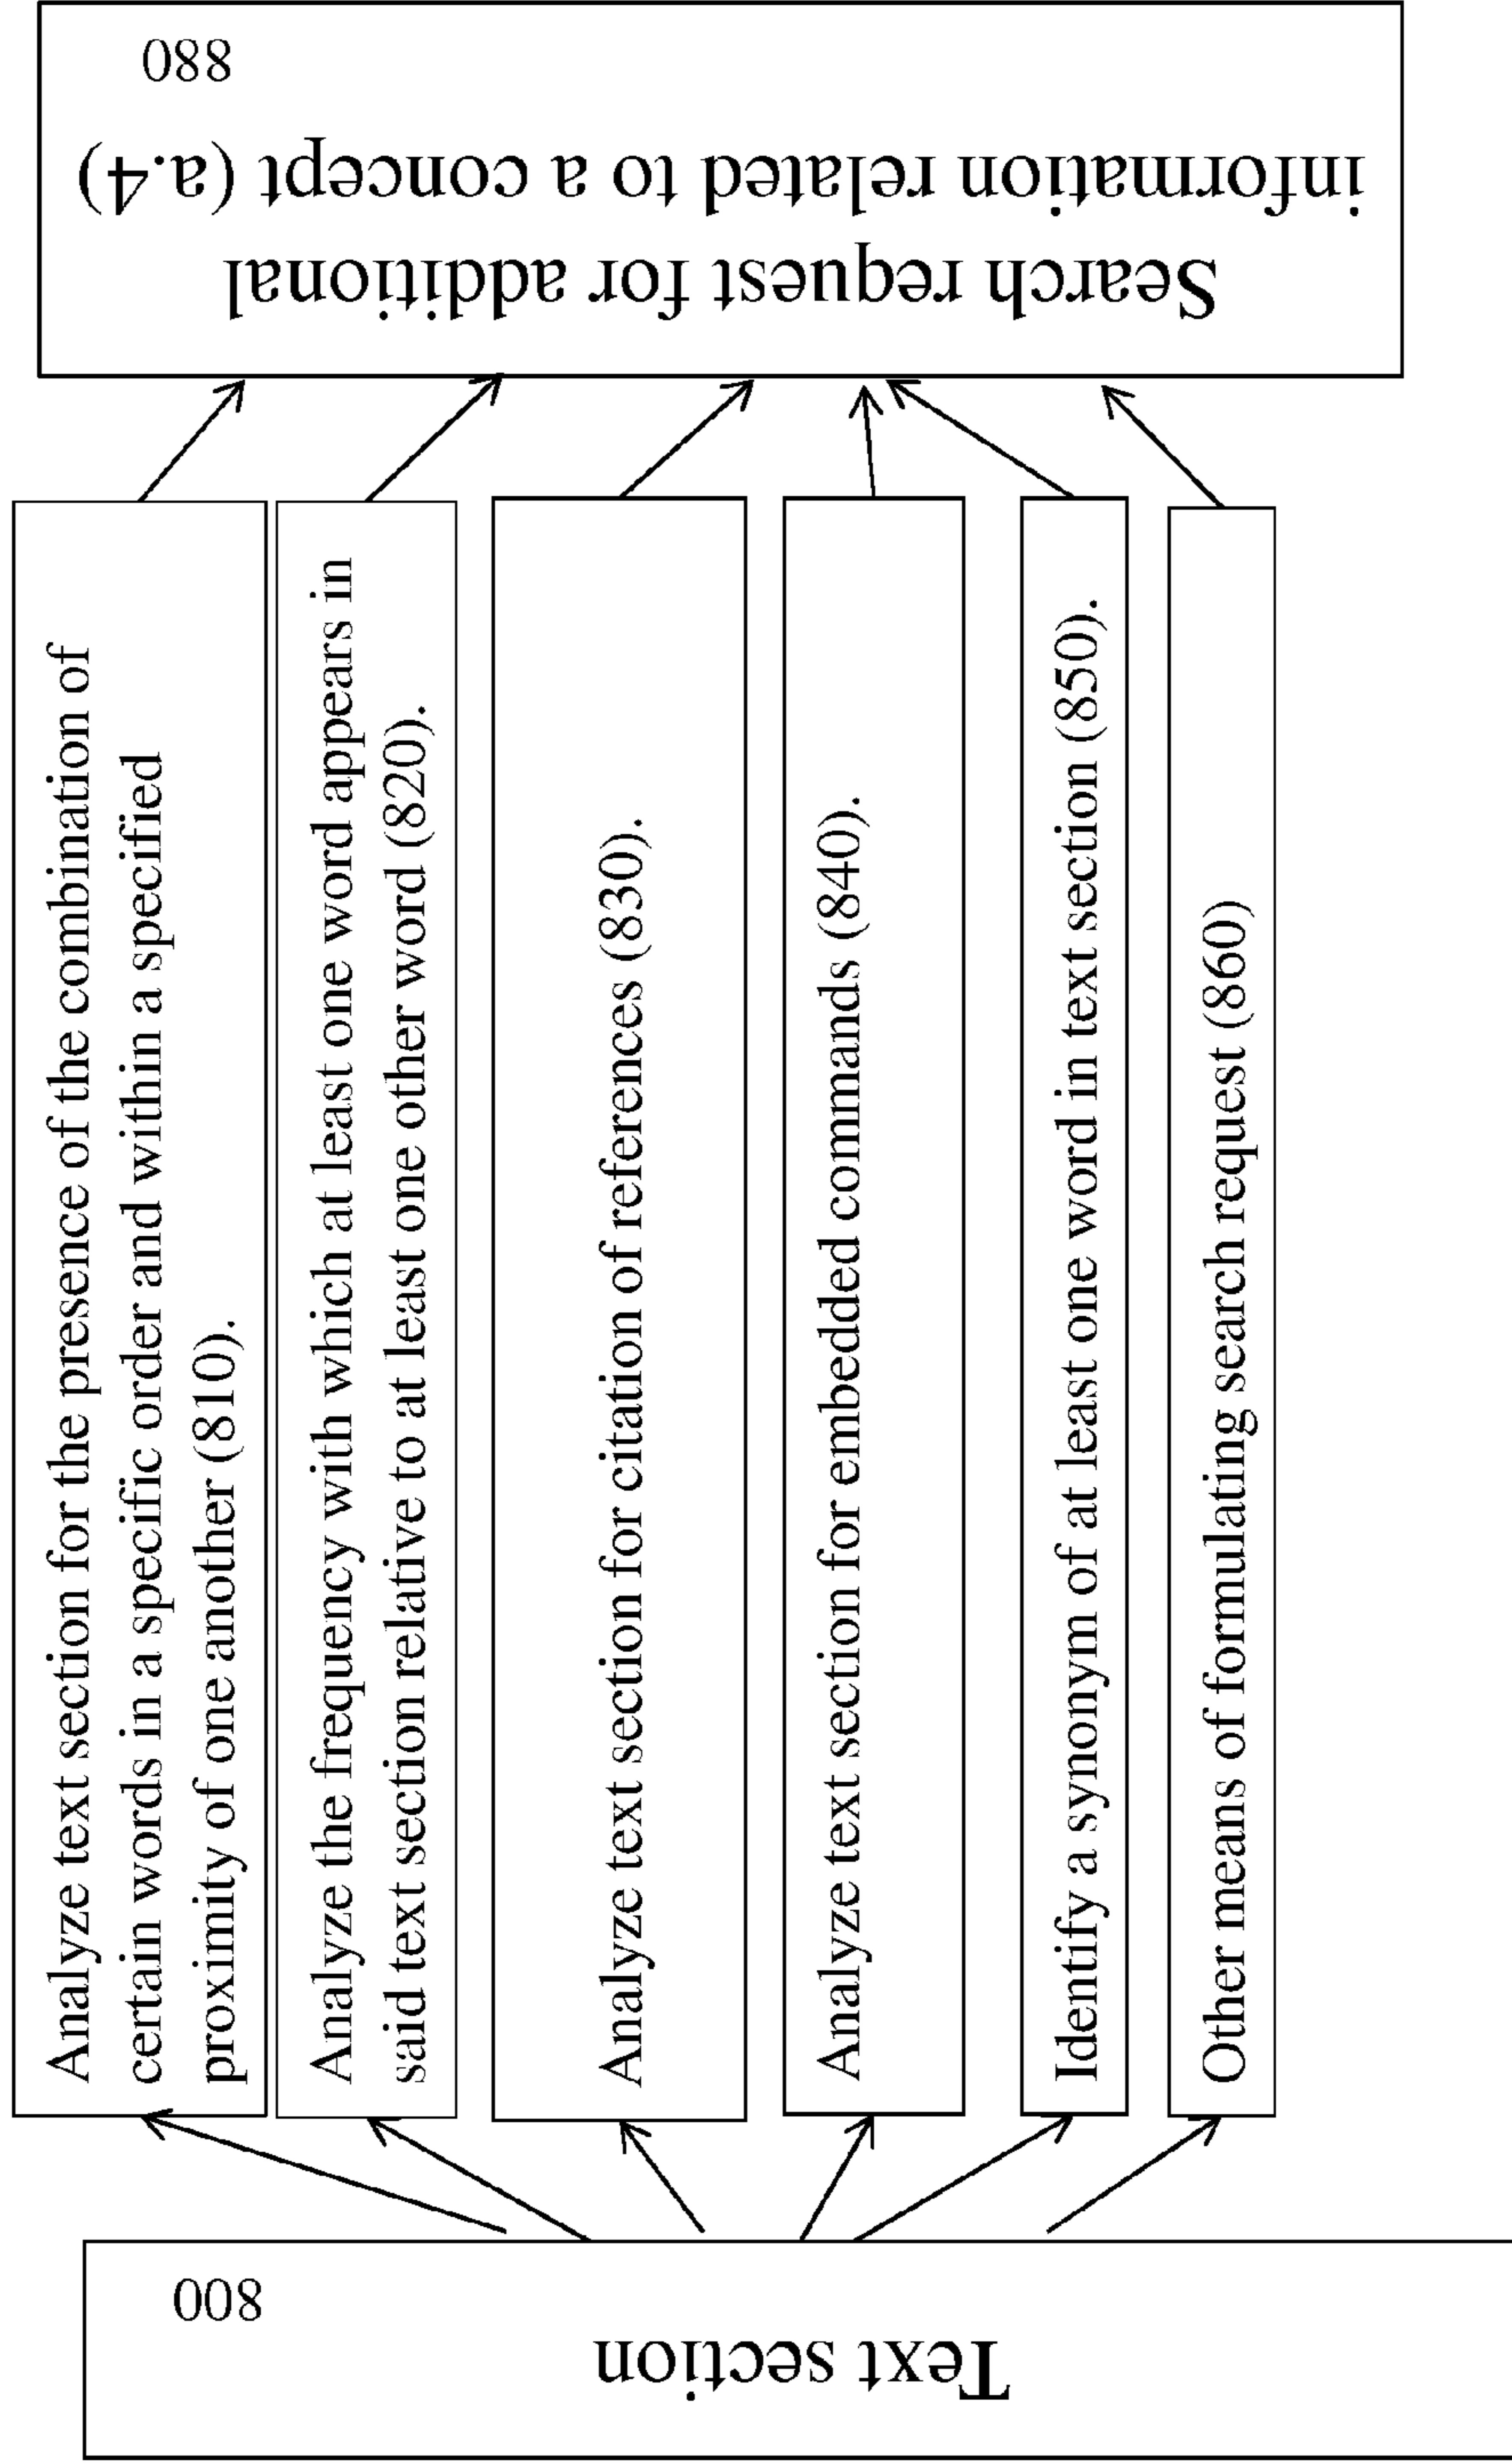 Text section
800
Analyze text section for the presence of the combination of
certain words in a specific order and within a specified
proximity of one another (810).
Analyze the frequency with which at least one word appears in
said text section relative to at least one other word (820).
Analyze text section for citation of references (830).
Analyze text section for embedded commands (840).
Identify a synonym of at least one word in text section (850).
Other means of formulating search request (860)
Search request for additional
information related to a concept (a.4)
880